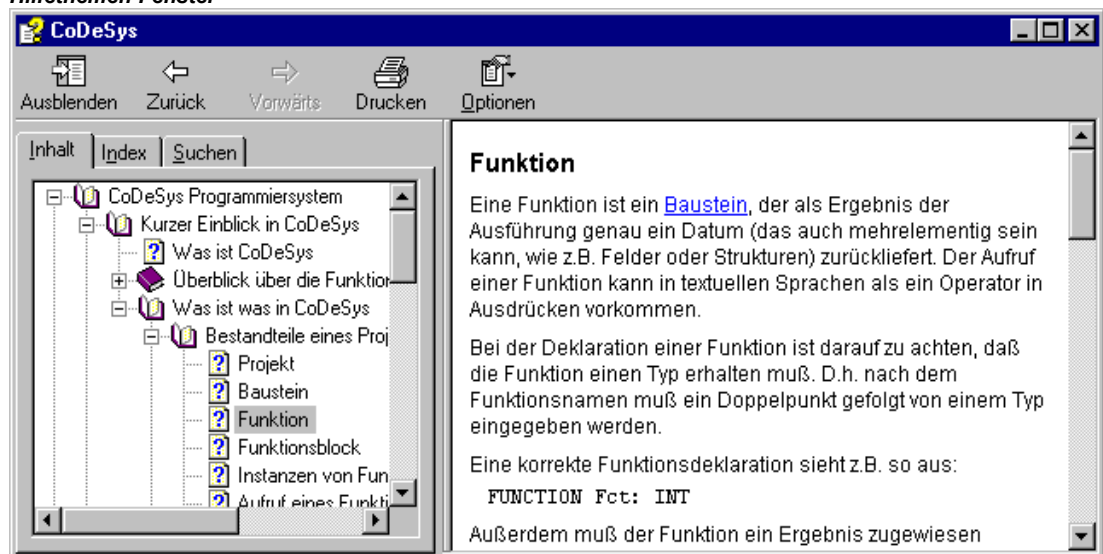 CoDeSys
Ausblenden Zurück Vorwärts Drucken Optionen
Inhalt Index Suchen
CoDeSys Programmiersystem
Kurzer Einblick in CoDeSys
Was ist CoDeSys
Überblick über die Funktion
Was ist was in CoDeSys
Bestandteile eines Proj
Projekt
Baustein
Funktion
Funktionsblock
Instanzen von Fun
Aufruf eines Funkti
Funktion
Eine Funktion ist ein Baustein, der als Ergebnis der
Ausführung genau ein Datum (das auch mehrelementig sein
kann, wie z.B. Felder oder Strukturen) zurückliefert. Der Aufruf
einer Funktion kann in textuellen Sprachen als ein Operator in
Ausdrücken vorkommen.
Bei der Deklaration einer Funktion ist darauf zu achten, daß
die Funktion einen Typ erhalten muß. D.h. nach dem
Funktionsnamen muß ein Doppelpunkt gefolgt von einem Typ
eingegeben werden.
Eine korrekte Funktionsdeklaration sieht z.B. so aus:
FUNCTION Fct: INT
Außerdem muß der Funktion ein Ergebnis zugewiesen